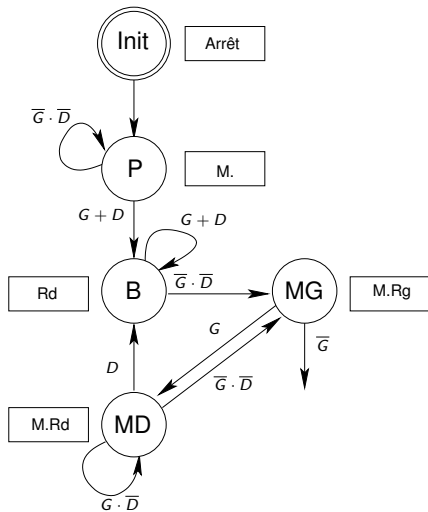 Init
Arrêt
G̅ · D̅
P
M.
G + D
G + D
Rd
B
G̅ · D̅
MG
M.Rg
G
G̅
D
G̅ · D̅
M.Rd
MD
G · D̅